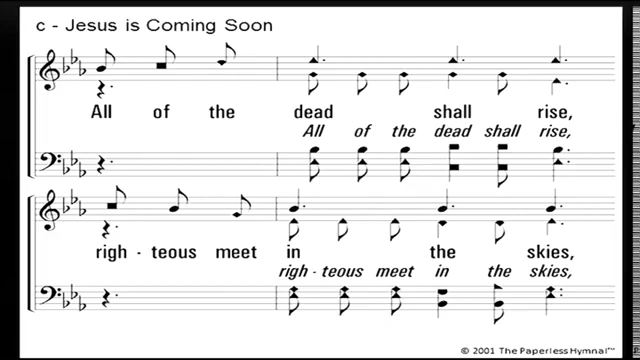 c - Jesus is Coming Soon
All of the dead shall rise,
All of the dead shall rise,
righ - teous meet in the skies,
righ - teous meet in the skies,
© 2001 The Paperless Hymnal™